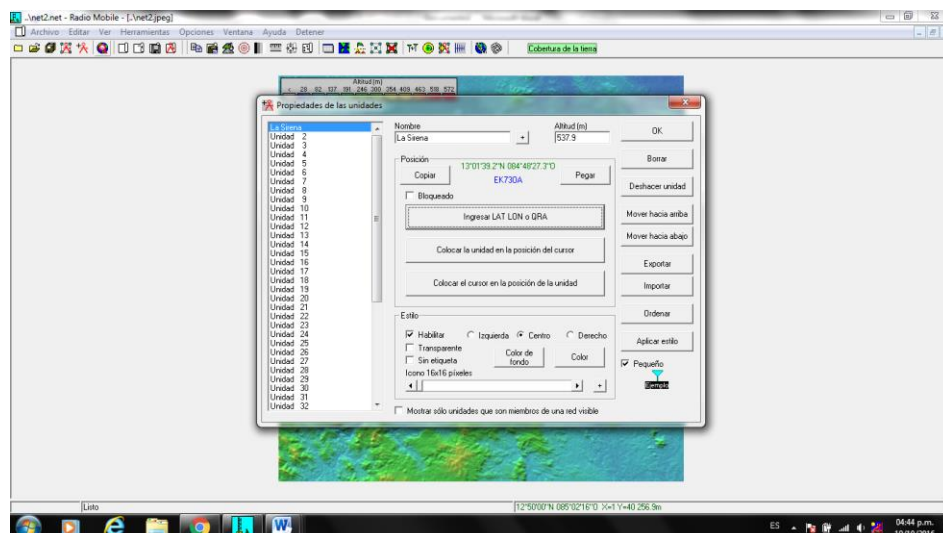 ..\net2.net - Radio Mobile - [..\net2.jpeg]
Archivo Editar Ver Herramientas Opciones Ventana Ayuda Detener
Cobertura de la tierra
Altitud (m)
< 28 82 137 191 246 300 354 409 463 518 572
Propiedades de las unidades
La Sirena
Unidad 2
Unidad 3
Unidad 4
Unidad 5
Unidad 6
Unidad 7
Unidad 8
Unidad 9
Unidad 10
Unidad 11
Unidad 12
Unidad 13
Unidad 14
Unidad 15
Unidad 16
Unidad 17
Unidad 18
Unidad 19
Unidad 20
Unidad 21
Unidad 22
Unidad 23
Unidad 24
Unidad 25
Unidad 26
Unidad 27
Unidad 28
Unidad 29
Unidad 30
Unidad 31
Unidad 32
Nombre Altitud (m)
La Sirena + 537.9
Posición
Copiar 13°01'39.2"N 084°48'27.3"O Pegar
EK73OA
Bloqueado
Ingresar LAT LON o QRA
Colocar la unidad en la posición del cursor
Colocar el cursor en la posición de la unidad
Estilo
Habilitar Izquierda Centro Derecho
Transparente
Sin etiqueta
Color de fondo
Color
Icono 16x16 píxeles
+
Mostrar sólo unidades que son miembros de una red visible
OK
Borrar
Deshacer unidad
Mover hacia arriba
Mover hacia abajo
Exportar
Importar
Ordenar
Aplicar estilo
Pequeño
Ejemplo
Listo
12°50'00"N 085°02'16"O X=1 Y=40 256.9m
ES
04:44 p.m.